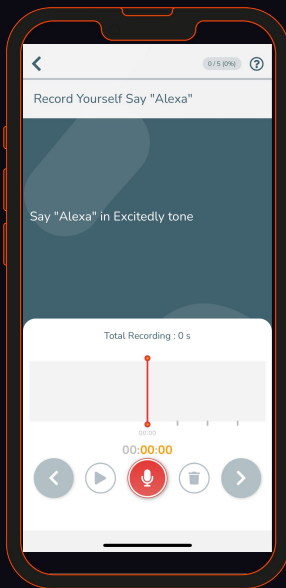 0 / 5 (0%)
Record Yourself Say "Alexa"
Say "Alexa" in Excitedly tone
Total Recording : 0 s
00:00
00:00:00